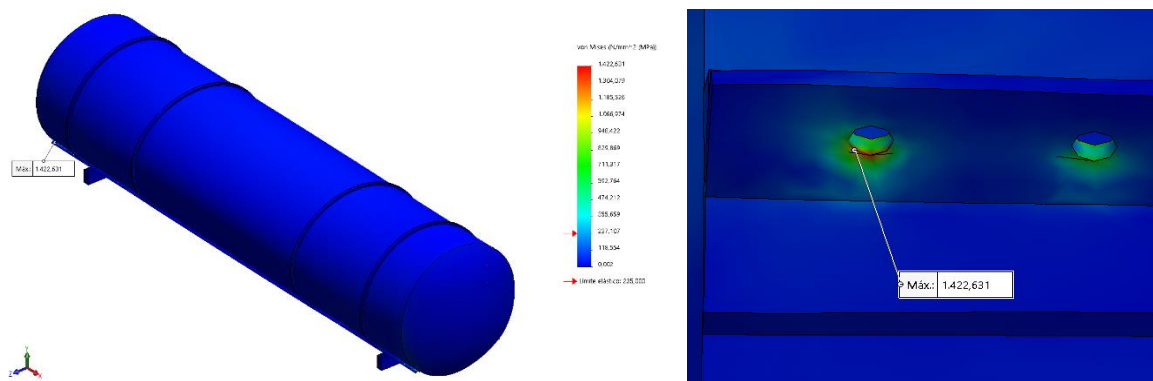 Máx.: 1.422,631
von Mises (N/mm^2 (MPa))
1.422,631
1.304,079
1.185,526
1.066,974
948,422
829,869
711,317
592,764
474,212
355,659
237,107
118,554
0,002
Límite elástico: 235,000
Y
Z
X
Máx.: 1.422,631